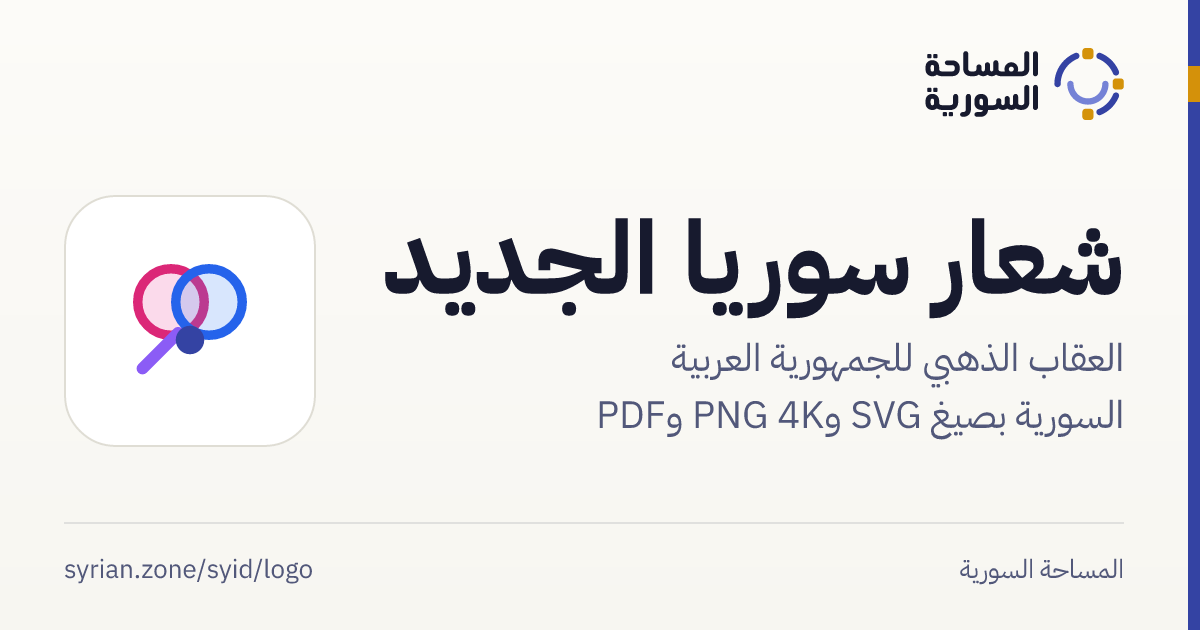 المساحة
السورية
شعار سوريا الجديد
العقاب الذهبي للجمهورية العربية
السورية بصيغ SVG وPNG 4K وPDF
المساحة السورية
syrian.zone/syid/logo